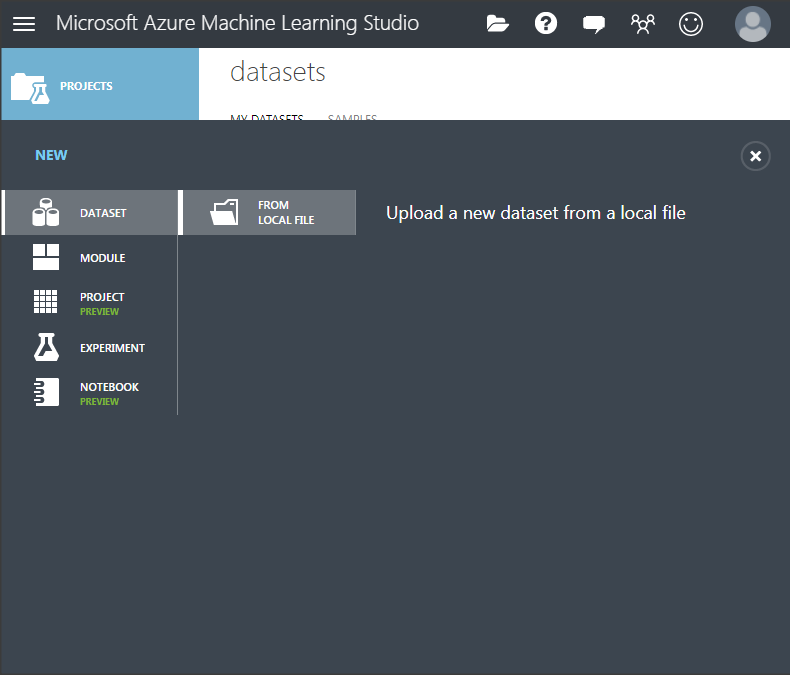 Microsoft Azure Machine Learning Studio
PROJECTS
datasets
MY DATASETS SAMPLES
NEW
DATASET
FROM
LOCAL FILE
Upload a new dataset from a local file
MODULE
PROJECT
PREVIEW
EXPERIMENT
NOTEBOOK
PREVIEW